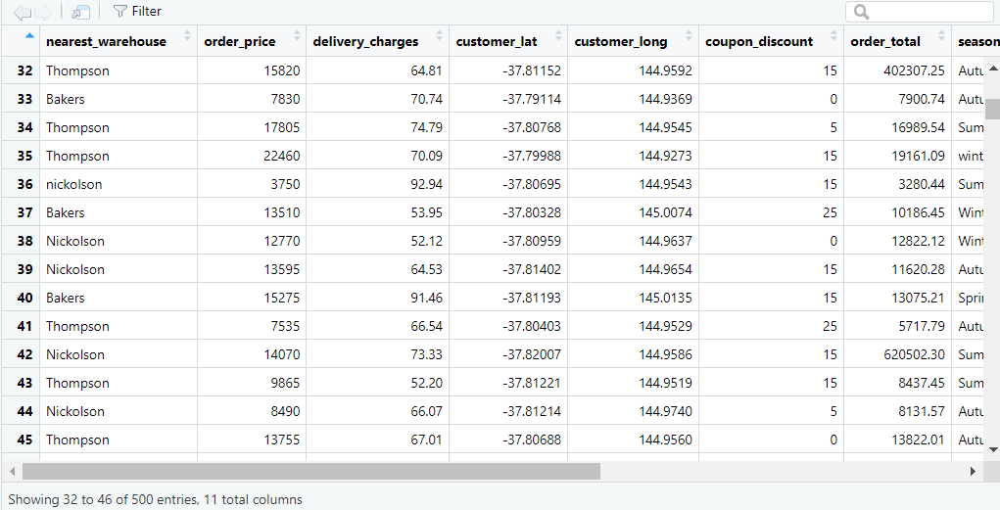 Filter
nearest_warehouse order_price delivery_charges customer_lat customer_long coupon_discount order_total season
32 Thompson 15820 64.81 -37.81152 144.9592 15 402307.25 Autu
33 Bakers 7830 70.74 -37.79114 144.9369 0 7900.74 Autu
34 Thompson 17805 74.79 -37.80768 144.9545 5 16989.54 Sum
35 Thompson 22460 70.09 -37.79988 144.9273 15 19161.09 wint
36 nickolson 3750 92.94 -37.80695 144.9543 15 3280.44 Sum
37 Bakers 13510 53.95 -37.80328 145.0074 25 10186.45 Wint
38 Nickolson 12770 52.12 -37.80959 144.9637 0 12822.12 Wint
39 Nickolson 13595 64.53 -37.81402 144.9654 15 11620.28 Autu
40 Bakers 15275 91.46 -37.81193 145.0135 15 13075.21 Sprin
41 Thompson 7535 66.54 -37.80403 144.9529 25 5717.79 Autu
42 Nickolson 14070 73.33 -37.82007 144.9586 15 620502.30 Sum
43 Thompson 9865 52.20 -37.81221 144.9519 15 8437.45 Sum
44 Nickolson 8490 66.07 -37.81214 144.9740 5 8131.57 Autu
45 Thompson 13755 67.01 -37.80688 144.9560 0 13822.01 Autu
Showing 32 to 46 of 500 entries, 11 total columns